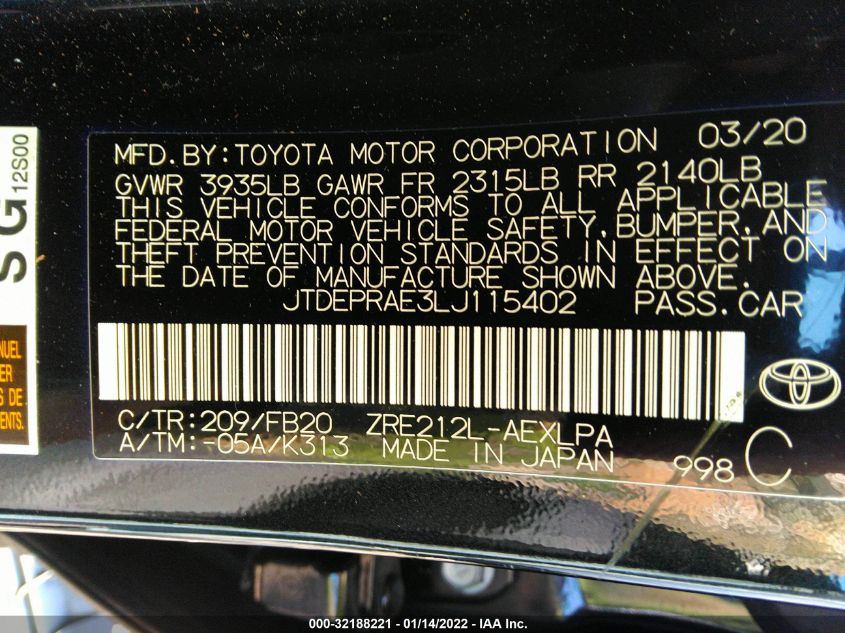 MFD.BY:TOYOTA MOTOR CORPORATION 03/20
GVWR 3935LB GAWR FR 2315LB RR 2140LB
THIS VEHICLE CONFORMS TO ALL APPLICABLE
FEDERAL MOTOR VEHICLE SAFETY,BUMPER,AND
THEFT PREVENTION STANDARDS IN EFFECT ON
THE DATE OF MANUFACTURE SHOWN ABOVE.
JTDEPRAE3LJ115402 PASS.CAR
C/TR:209/FB20 ZRE212L-AEXLPA
A/TM:-05A/K313 MADE IN JAPAN 998 C
SG
12S00
000-32188221 - 01/14/2022 - IAA Inc.